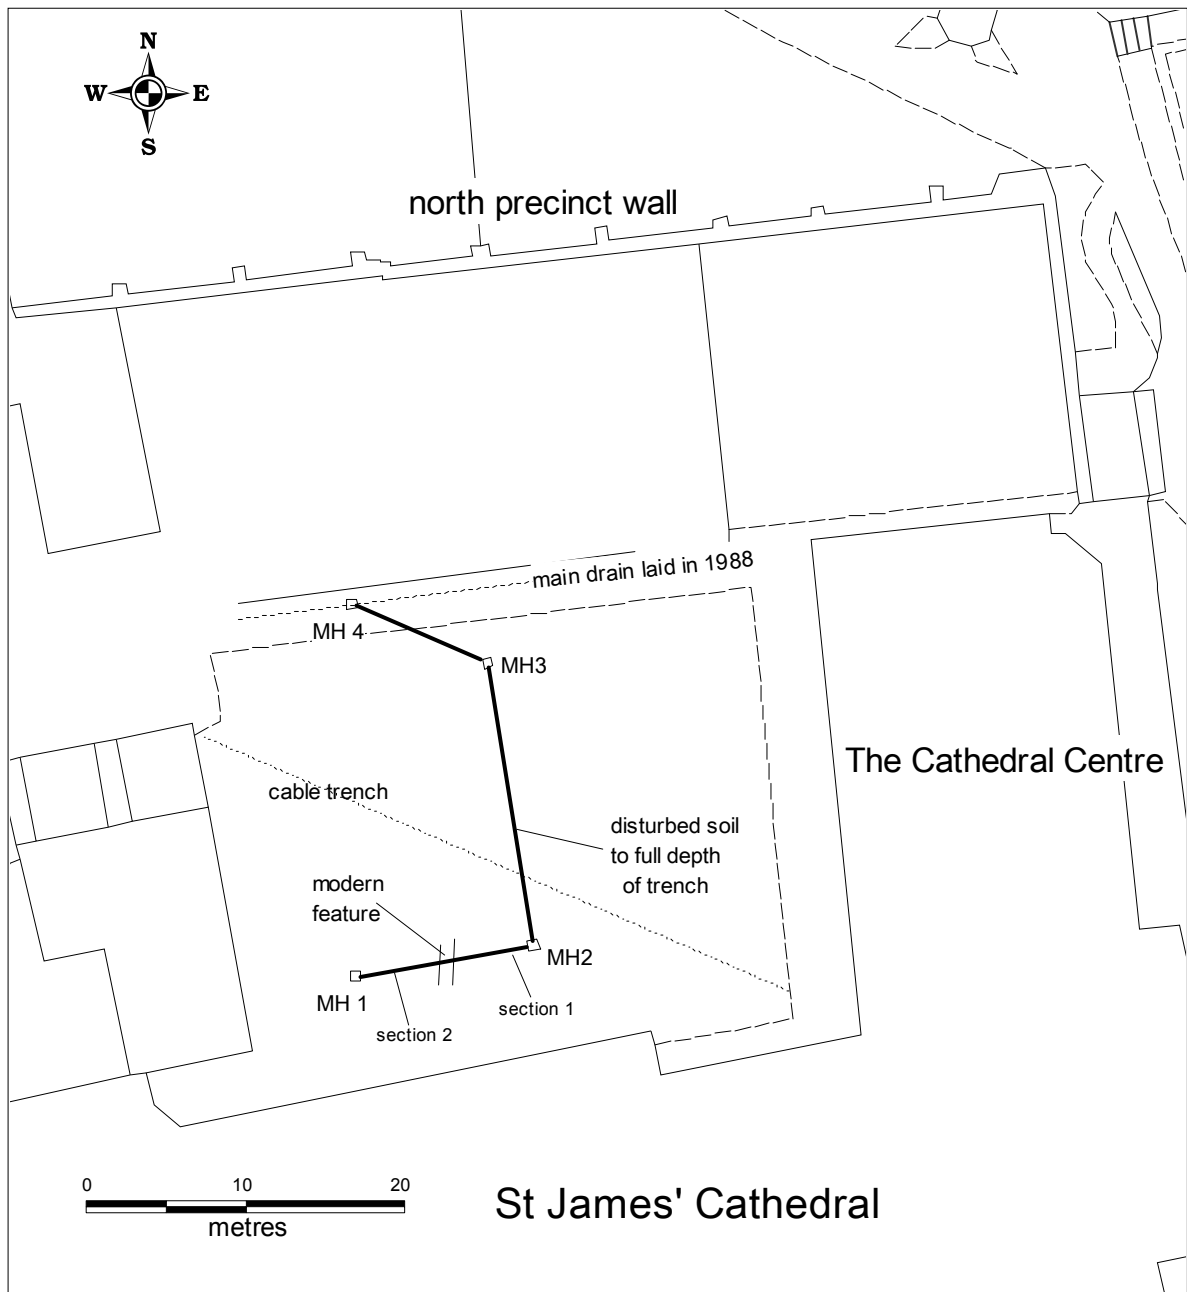 N
W E
S
north precinct wall
main drain laid in 1988
MH 4
MH3
The Cathedral Centre
cable trench
disturbed soil
to full depth
of trench
modern
feature
MH2
MH 1
section 1
section 2
0 10 20
metres
St James' Cathedral